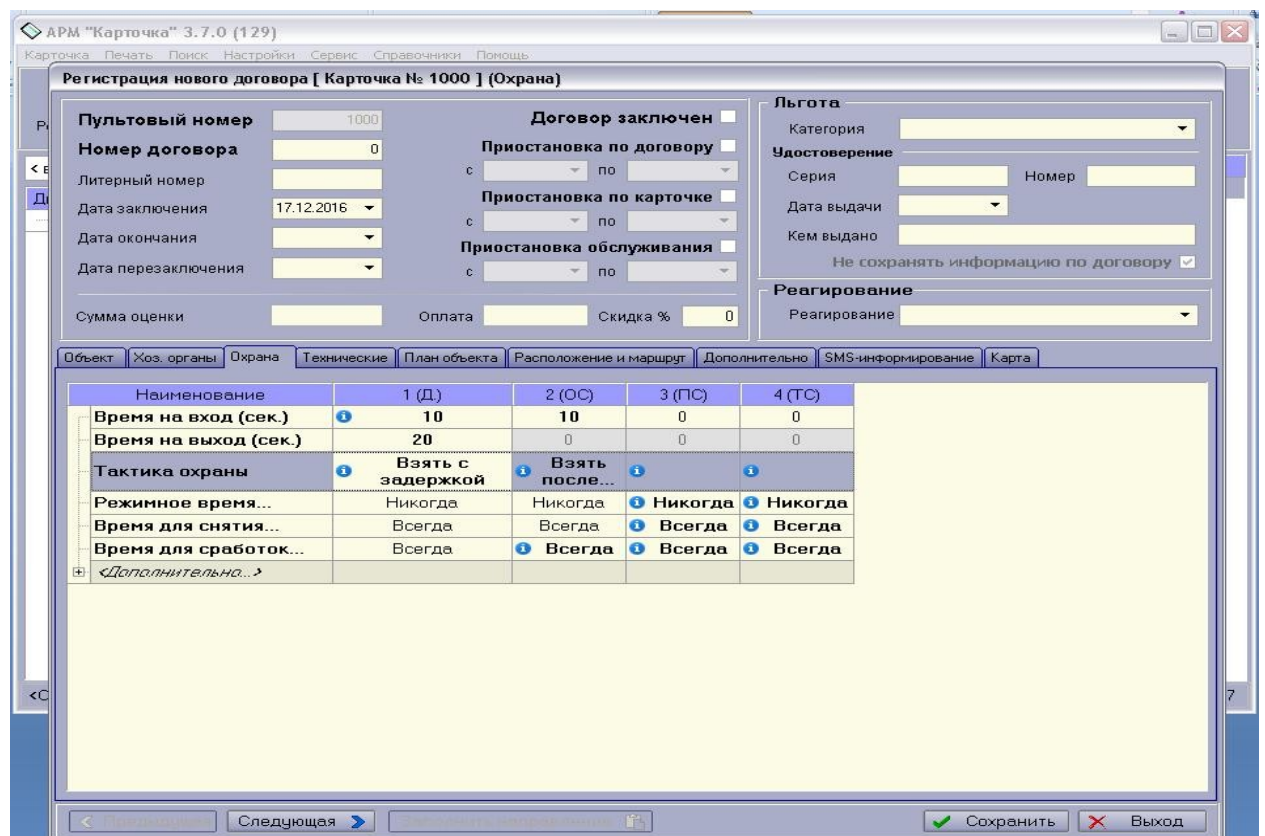 АРМ "Карточка" 3.7.0 (129)
Карточка Печать Поиск Настройки Сервис Справочники Помощь
Регистрация нового договора [ Карточка № 1000 ] (Охрана)
Пультовый номер 1000
Договор заключен
Номер договора 0
Приостановка по договору
Литерный номер
с по
Дата заключения 17.12.2016
Приостановка по карточке
с по
Дата окончания
Приостановка обслуживания
Дата перезаключения
с по
Сумма оценки Оплата Скидка % 0
Льгота
Категория
Удостоверение
Серия Номер
Дата выдачи
Кем выдано
Не сохранять информацию по договору
Реагирование
Реагирование
Объект Хоз. органы Охрана Технические План объекта Расположение и маршрут Дополнительно SMS-информирование Карта
Наименование 1 (Д.) 2 (ОС) 3 (ПС) 4 (ТС)
Время на вход (сек.) 10 10 0 0
Время на выход (сек.) 20 0 0 0
Тактика охраны Взять с задержкой Взять после...
Режимное время... Никогда Никогда Никогда Никогда
Время для снятия... Всегда Всегда Всегда Всегда
Время для сработок... Всегда Всегда Всегда Всегда
<Дополнительно...>
Следующая Сохранить Выход